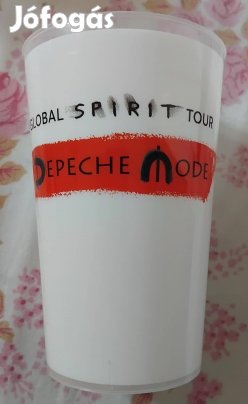 Jófogás
GLOBAL SPIRIT TOUR
DEPECHE MODE